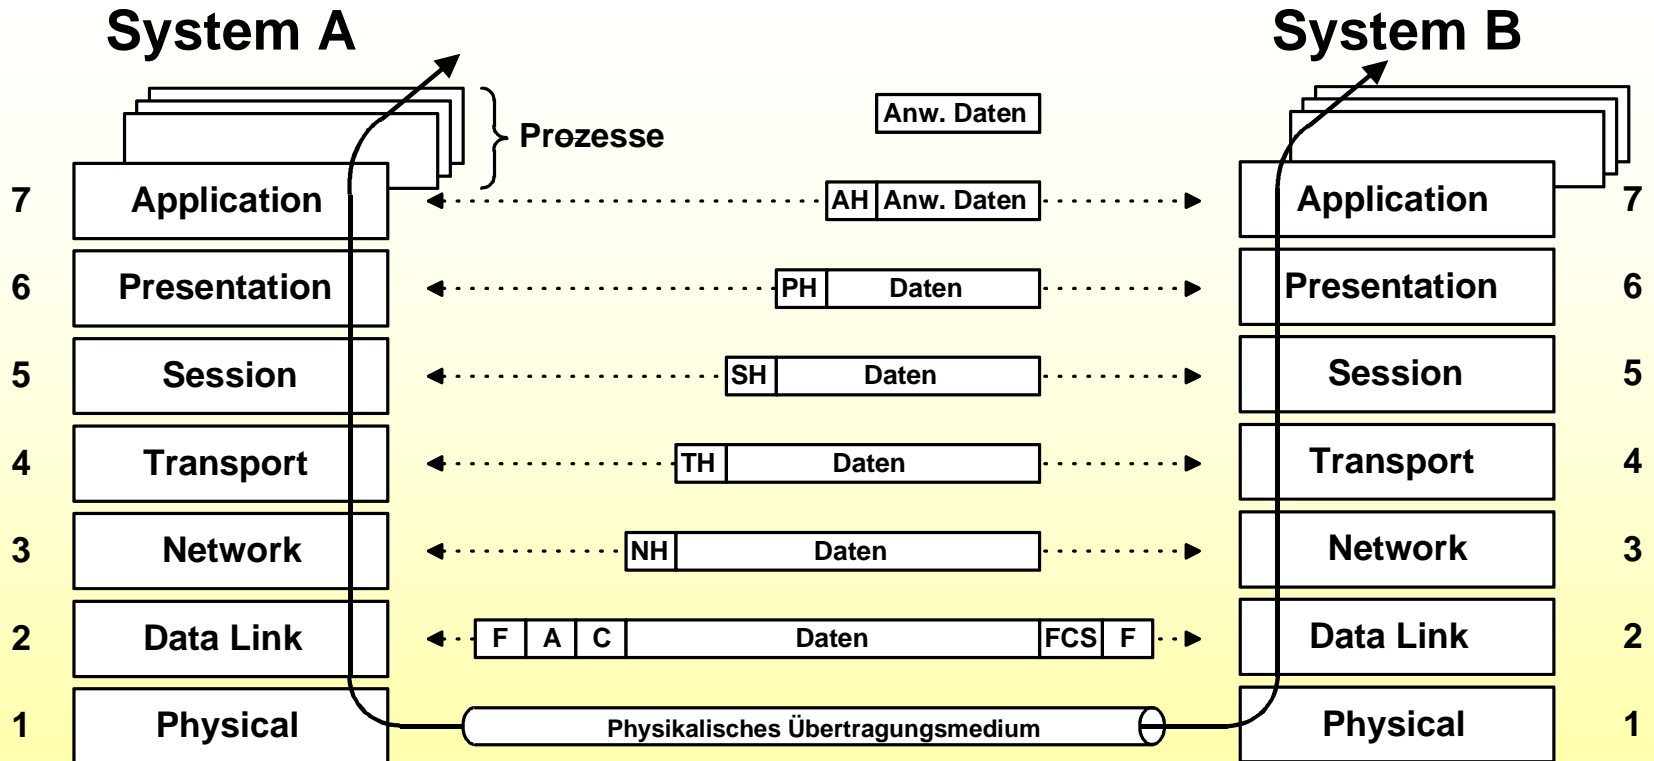 System A
System B
Prozesse
Anw. Daten
7 Application AH Anw. Daten Application 7
6 Presentation PH Daten Presentation 6
5 Session SH Daten Session 5
4 Transport TH Daten Transport 4
3 Network NH Daten Network 3
2 Data Link F A C Daten FCS F Data Link 2
1 Physical Physikalisches Übertragungsmedium Physical 1